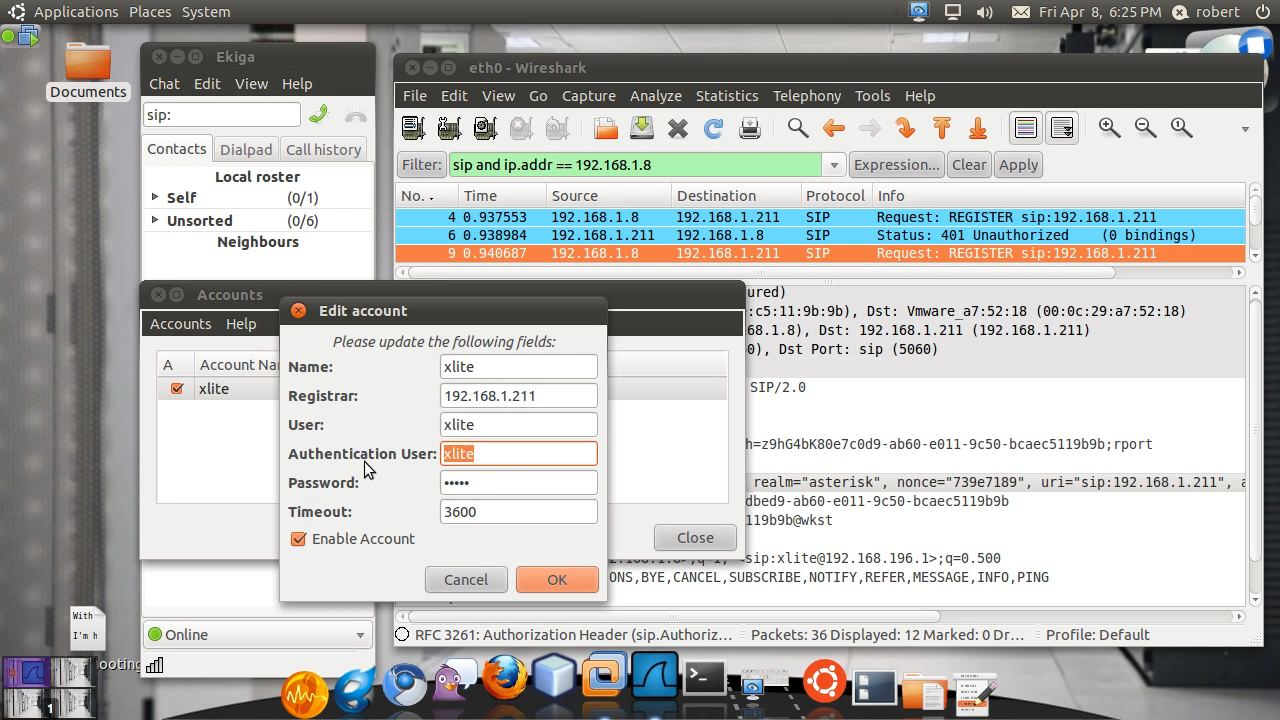 Applications Places System
Fri Apr 8, 6:25 PM robert
Documents
Ekiga
Chat Edit View Help
sip:
Contacts Dialpad Call history
Local roster
Self (0/1)
Unsorted (0/6)
Neighbours
eth0 - Wireshark
File Edit View Go Capture Analyze Statistics Telephony Tools Help
Filter: sip and ip.addr == 192.168.1.8 Expression... Clear Apply
No. Time Source Destination Protocol Info
4 0.937553 192.168.1.8 192.168.1.211 SIP Request: REGISTER sip:192.168.1.211
6 0.938984 192.168.1.211 192.168.1.8 SIP Status: 401 Unauthorized (0 bindings)
9 0.940687 192.168.1.8 192.168.1.211 SIP Request: REGISTER sip:192.168.1.211
ured)
:c5:11:9b:9b), Dst: Vmware_a7:52:18 (00:0c:29:a7:52:18)
68.1.8), Dst: 192.168.1.211 (192.168.1.211)
0), Dst Port: sip (5060)
SIP/2.0
h=z9hG4bK80e7c0d9-ab60-e011-9c50-bcaec5119b9b;rport
realm="asterisk", nonce="739e7189", uri="sip:192.168.1.211", a
dbed9-ab60-e011-9c50-bcaec5119b9b
119b9b@wkst
<sip:xlite@192.168.196.1>;q=0.500
ONS,BYE,CANCEL,SUBSCRIBE,NOTIFY,REFER,MESSAGE,INFO,PING
RFC 3261: Authorization Header (sip.Authoriz... Packets: 36 Displayed: 12 Marked: 0 Dr... Profile: Default
Accounts
Accounts Help
A Account Nam
xlite
Close
Edit account
Please update the following fields:
Name: xlite
Registrar: 192.168.1.211
User: xlite
Authentication User: xlite
Password: •••••
Timeout: 3600
Enable Account
Cancel OK
Online
With
I'm h
ooting
1